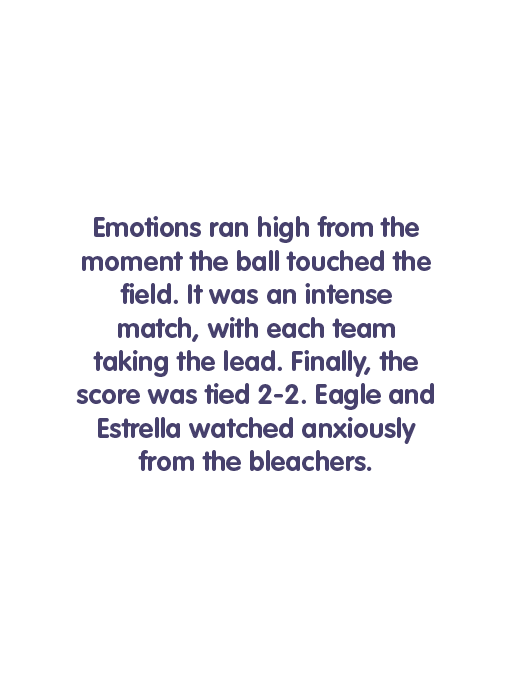 Emotions ran high from the
moment the ball touched the
field. It was an intense
match, with each team
taking the lead. Finally, the
score was tied 2-2. Eagle and
Estrella watched anxiously
from the bleachers.